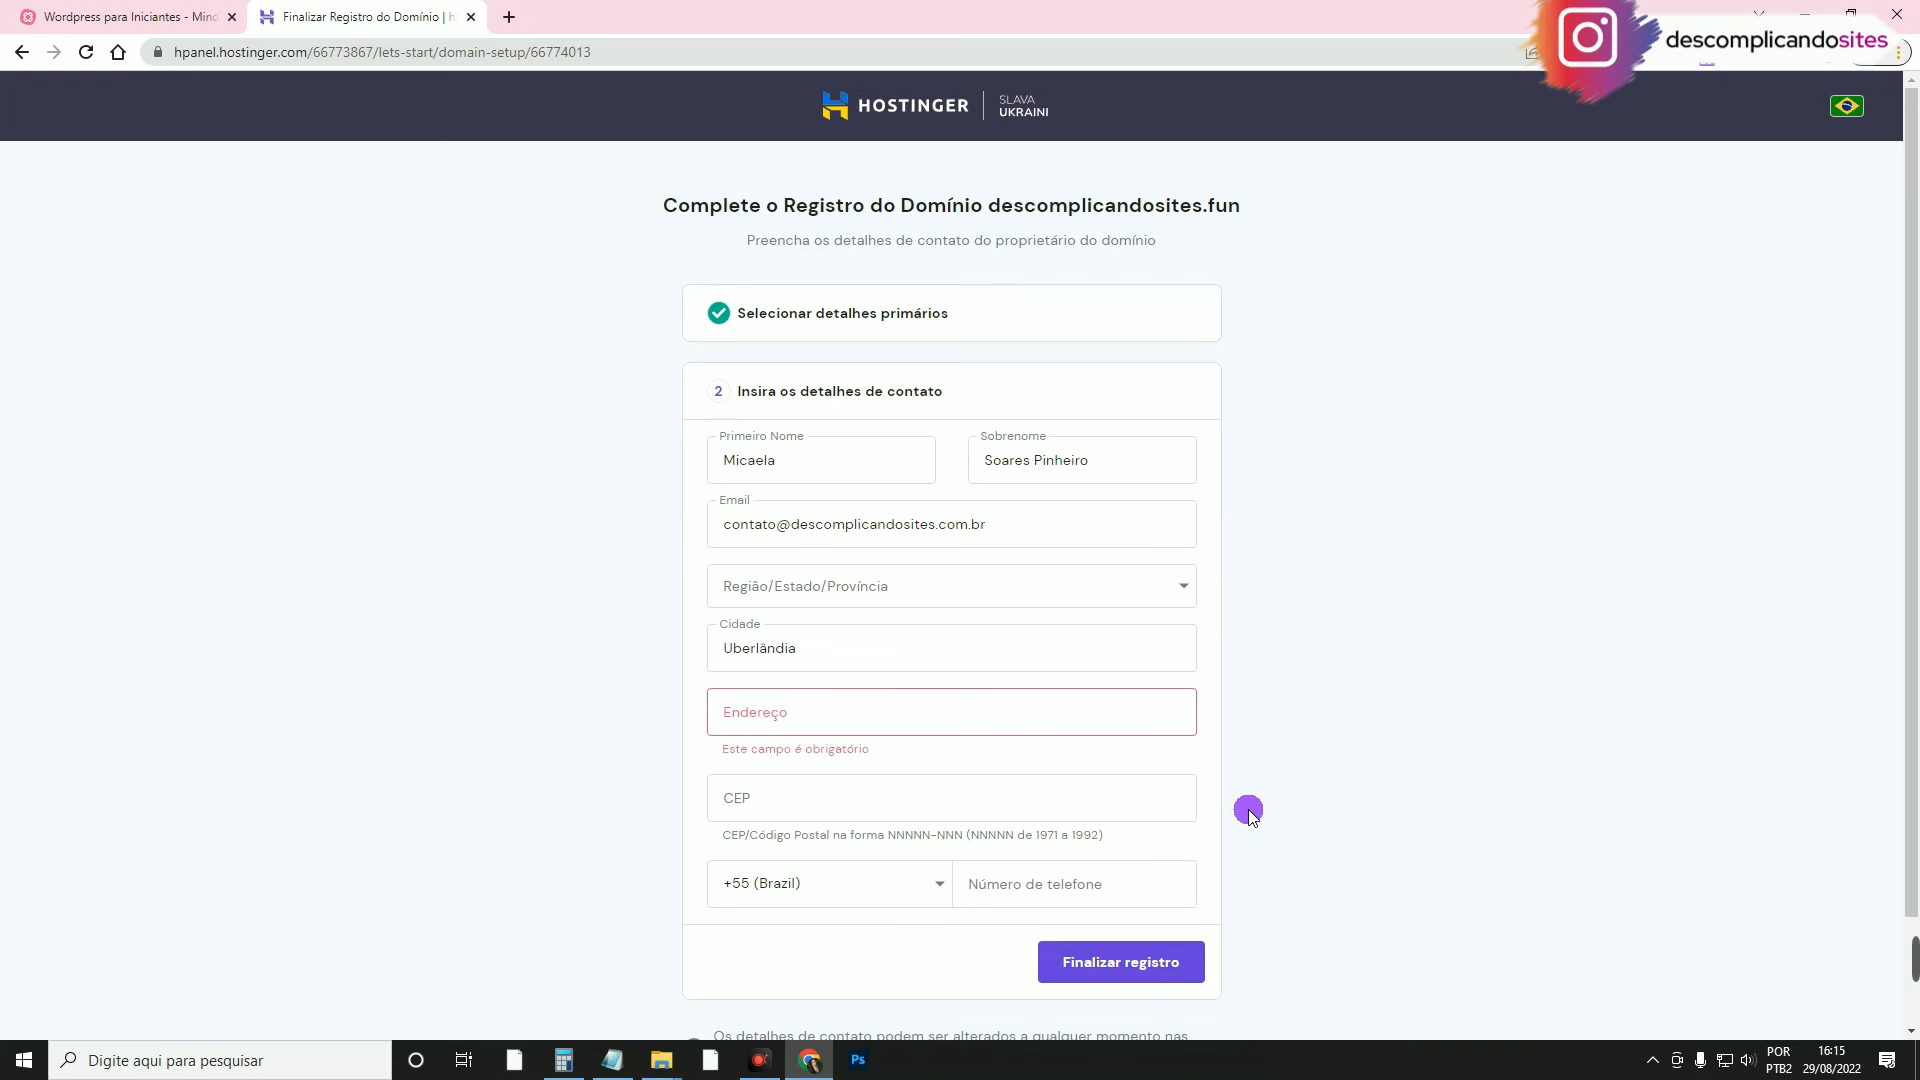 Wordpress para Iniciantes - Mind
Finalizar Registro do Domínio | h
hpanel.hostinger.com/66773867/lets-start/domain-setup/66774013
descomplicandosites
HOSTINGER
SLAVA
UKRAINI
Complete o Registro do Domínio descomplicandosites.fun
Preencha os detalhes de contato do proprietário do domínio
Selecionar detalhes primários
2 Insira os detalhes de contato
Primeiro Nome
Micaela
Sobrenome
Soares Pinheiro
Email
contato@descomplicandosites.com.br
Região/Estado/Província
Cidade
Uberlândia
Endereço
Este campo é obrigatório
CEP
CEP/Código Postal na forma NNNNN-NNN (NNNNN de 1971 a 1992)
+55 (Brazil)
Número de telefone
Finalizar registro
Os detalhes de contato podem ser alterados a qualquer momento nas
Digite aqui para pesquisar
Ps
POR
PTB2
16:15
29/08/2022